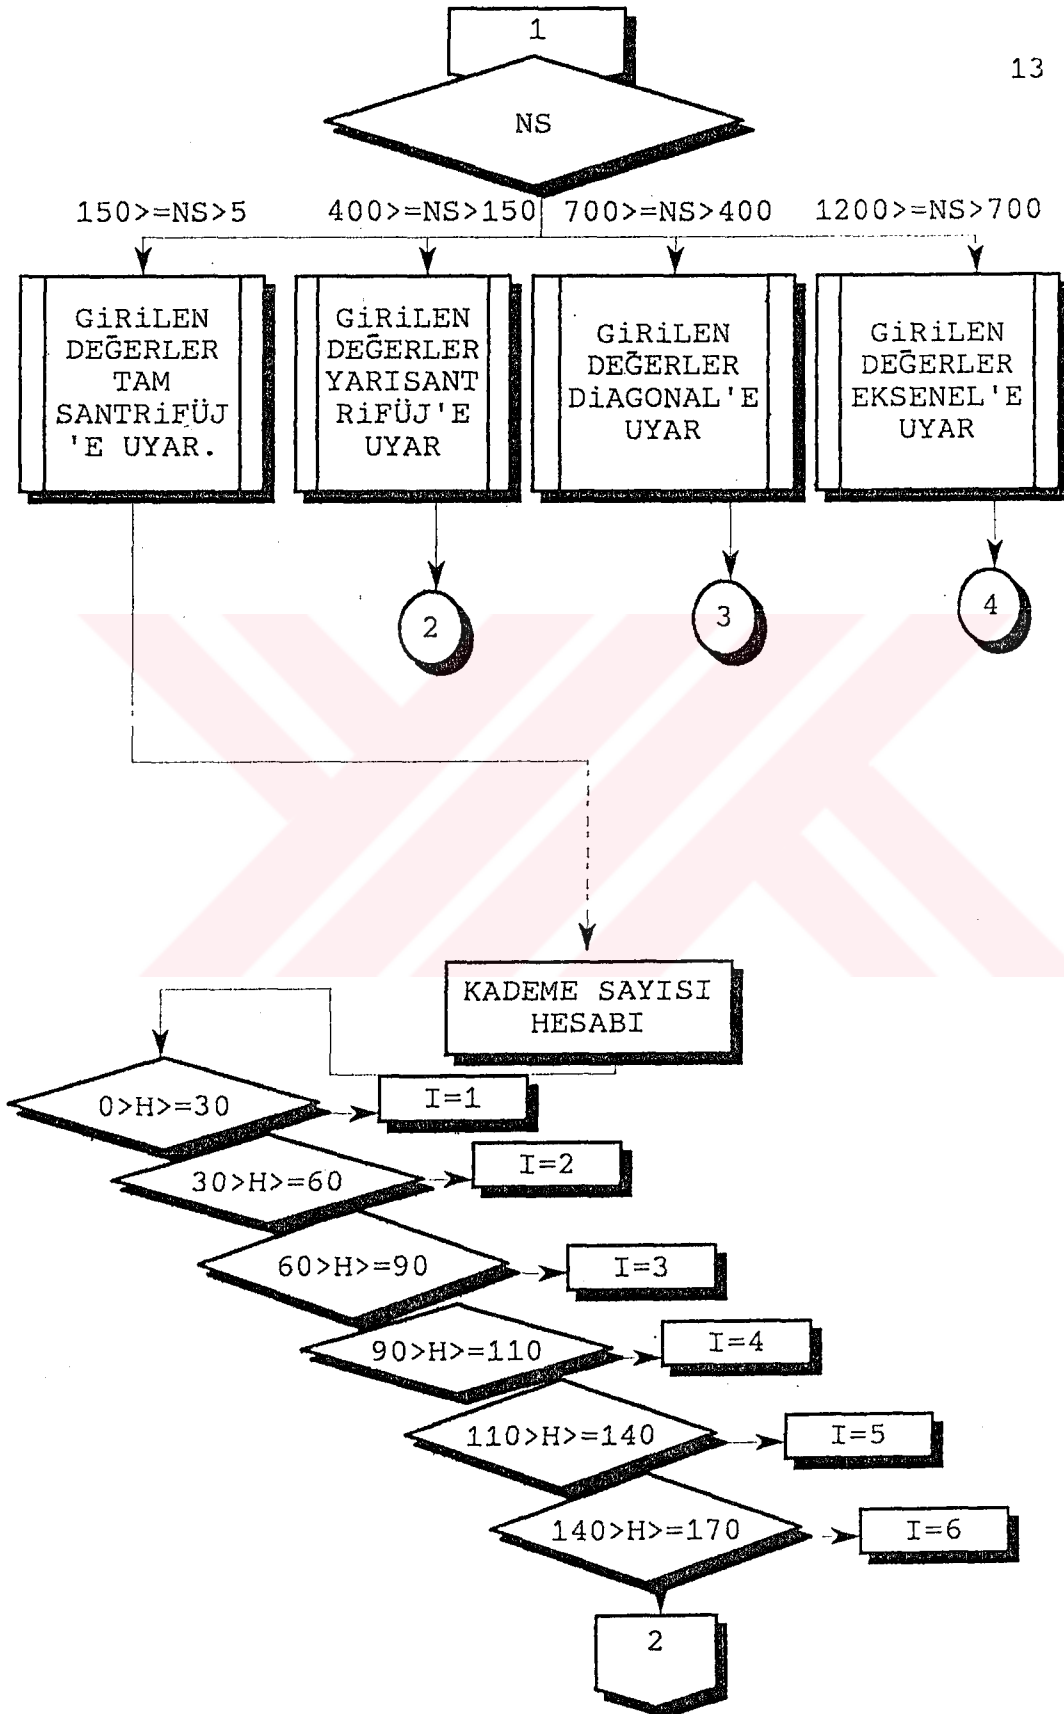 1
13
NS
150>=NS>5
400>=NS>150
700>=NS>400
1200>=NS>700
GiRiLEN
DEĞERLER
TAM
SANTRiFÜJ
'E UYAR.
GiRiLEN
DEĞERLER
YARISANT
RiFÜJ'E
UYAR
GiRiLEN
DEĞERLER
DiAGONAL'E
UYAR
GiRiLEN
DEĞERLER
EKSENEL'E
UYAR
2
3
4
KADEME SAYISI
HESABI
0>H>=30
I=1
30>H>=60
I=2
60>H>=90
I=3
90>H>=110
I=4
110>H>=140
I=5
140>H>=170
I=6
2